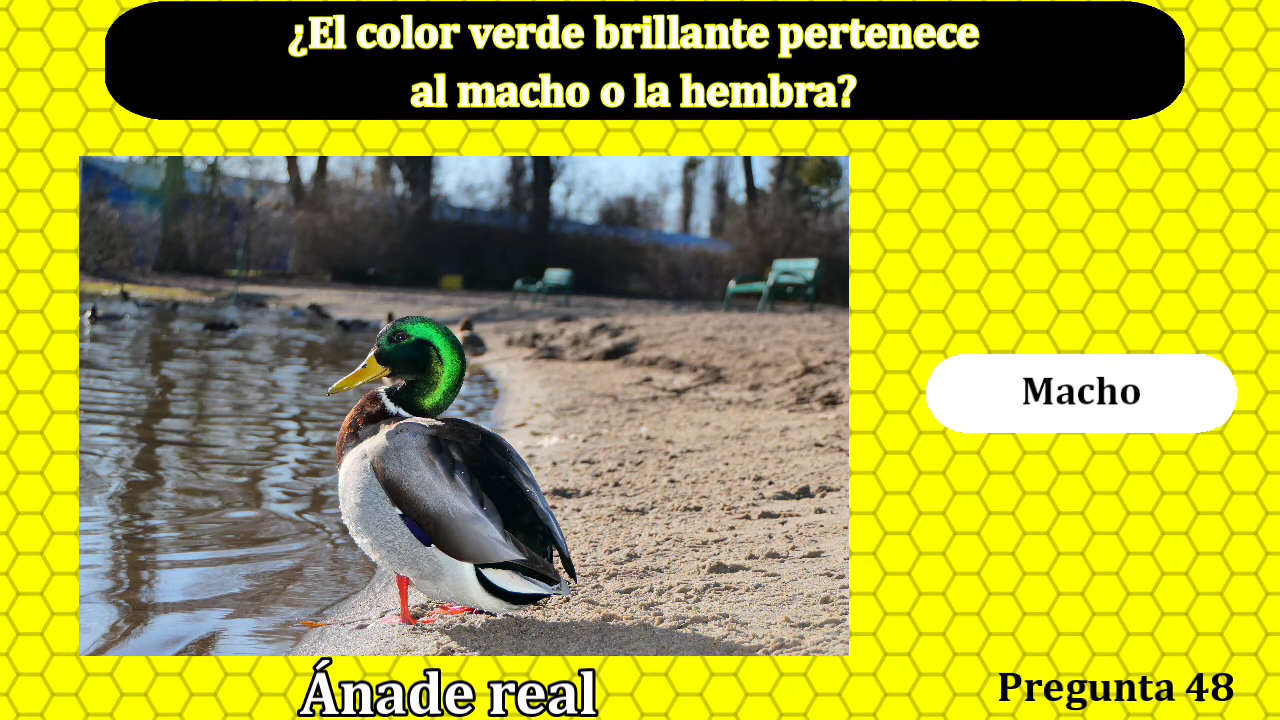 ¿El color verde brillante pertenece
al macho o la hembra?
Macho
Ánade real
Pregunta 48